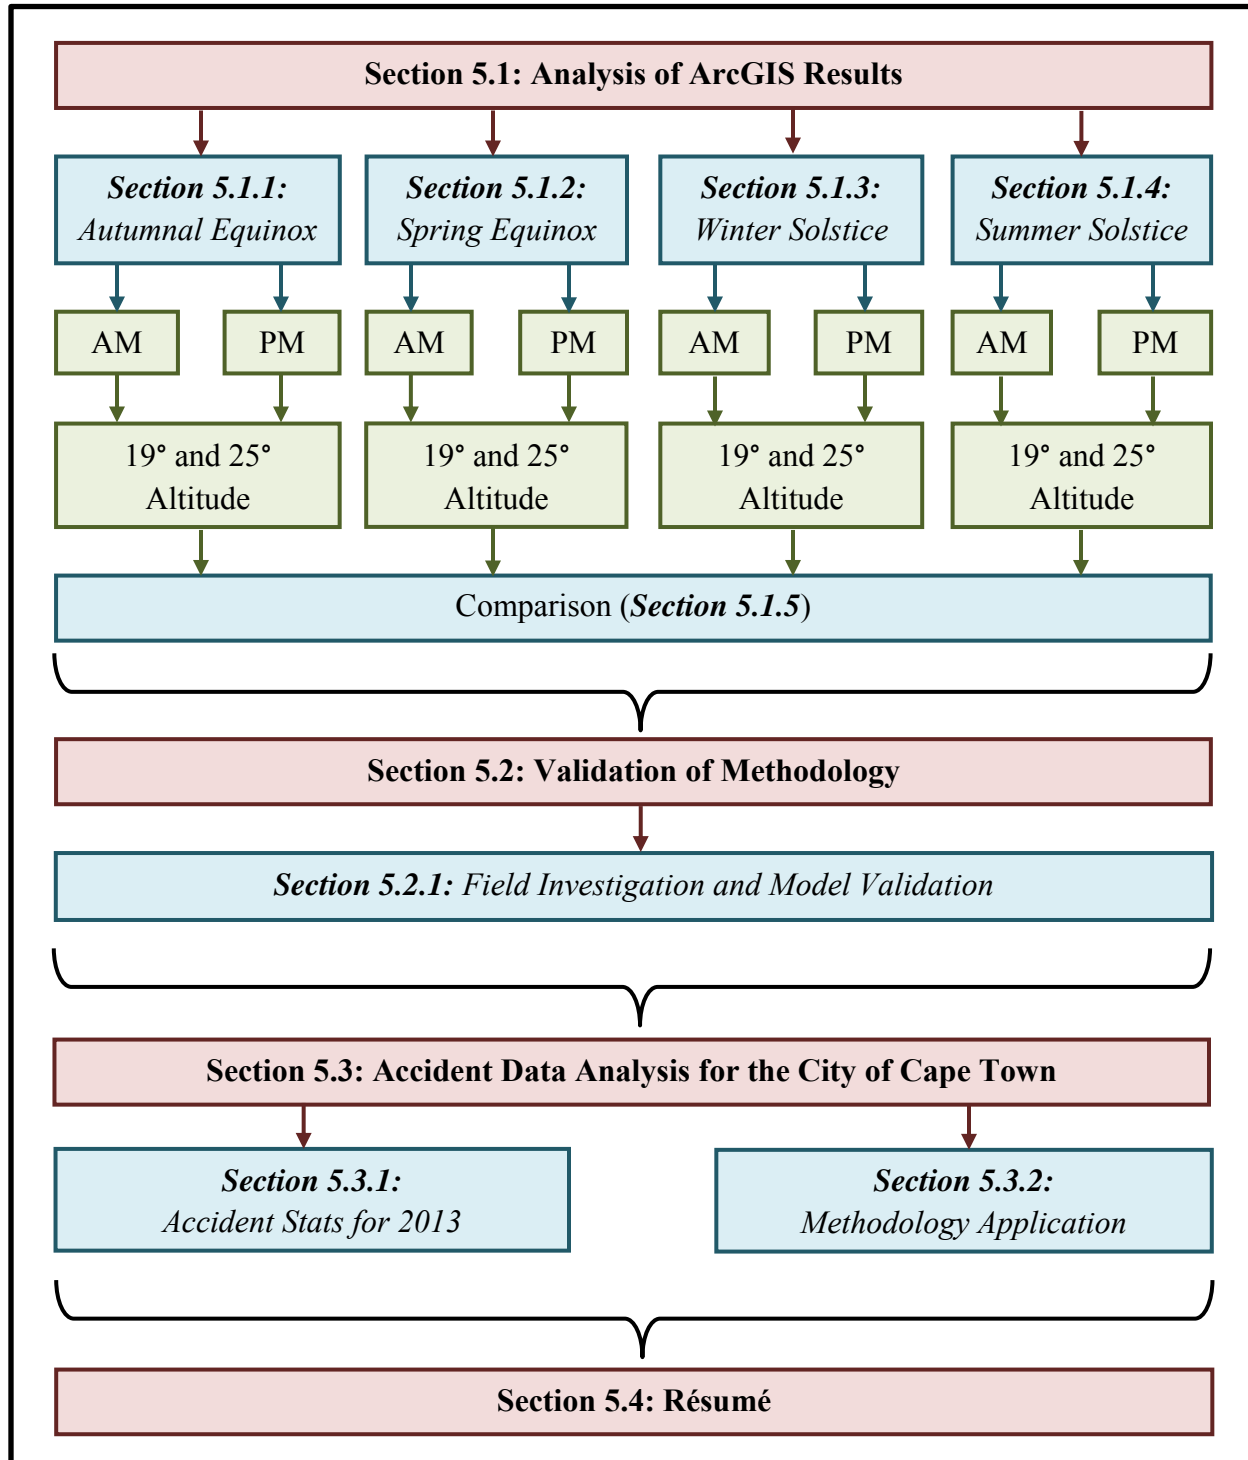 Section 5.1: Analysis of ArcGIS Results
Section 5.1.1:
Autumnal Equinox
Section 5.1.2:
Spring Equinox
Section 5.1.3:
Winter Solstice
Section 5.1.4:
Summer Solstice
AM
PM
AM
PM
AM
PM
AM
PM
19° and 25°
Altitude
19° and 25°
Altitude
19° and 25°
Altitude
19° and 25°
Altitude
Comparison (Section 5.1.5)
Section 5.2: Validation of Methodology
Section 5.2.1: Field Investigation and Model Validation
Section 5.3: Accident Data Analysis for the City of Cape Town
Section 5.3.1:
Accident Stats for 2013
Section 5.3.2:
Methodology Application
Section 5.4: Résumé